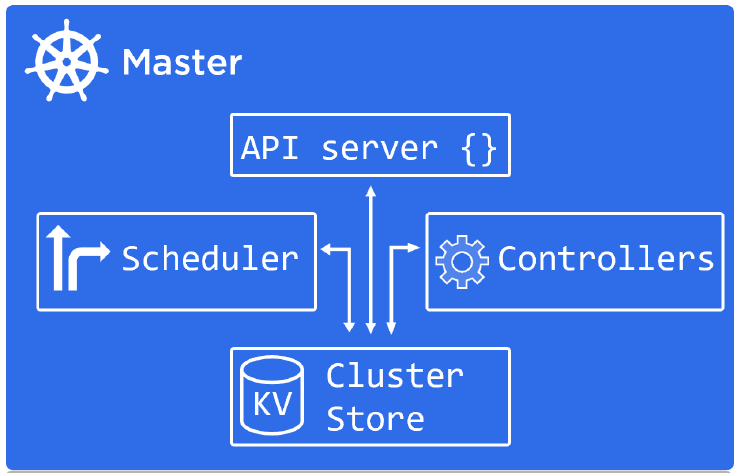 Master
API server {}
Scheduler
Controllers
KV
Cluster
Store